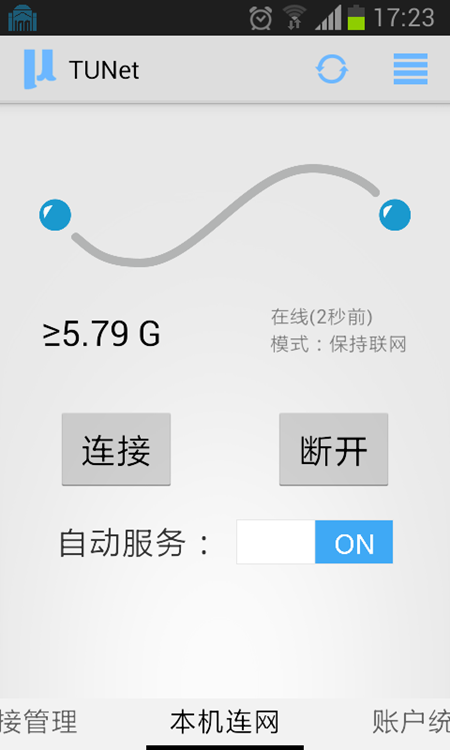 17:23
μ TUNet
≥5.79 G
在线(2秒前)
模式：保持联网
连接
断开
自动服务：
ON
接管理
本机连网
账户统